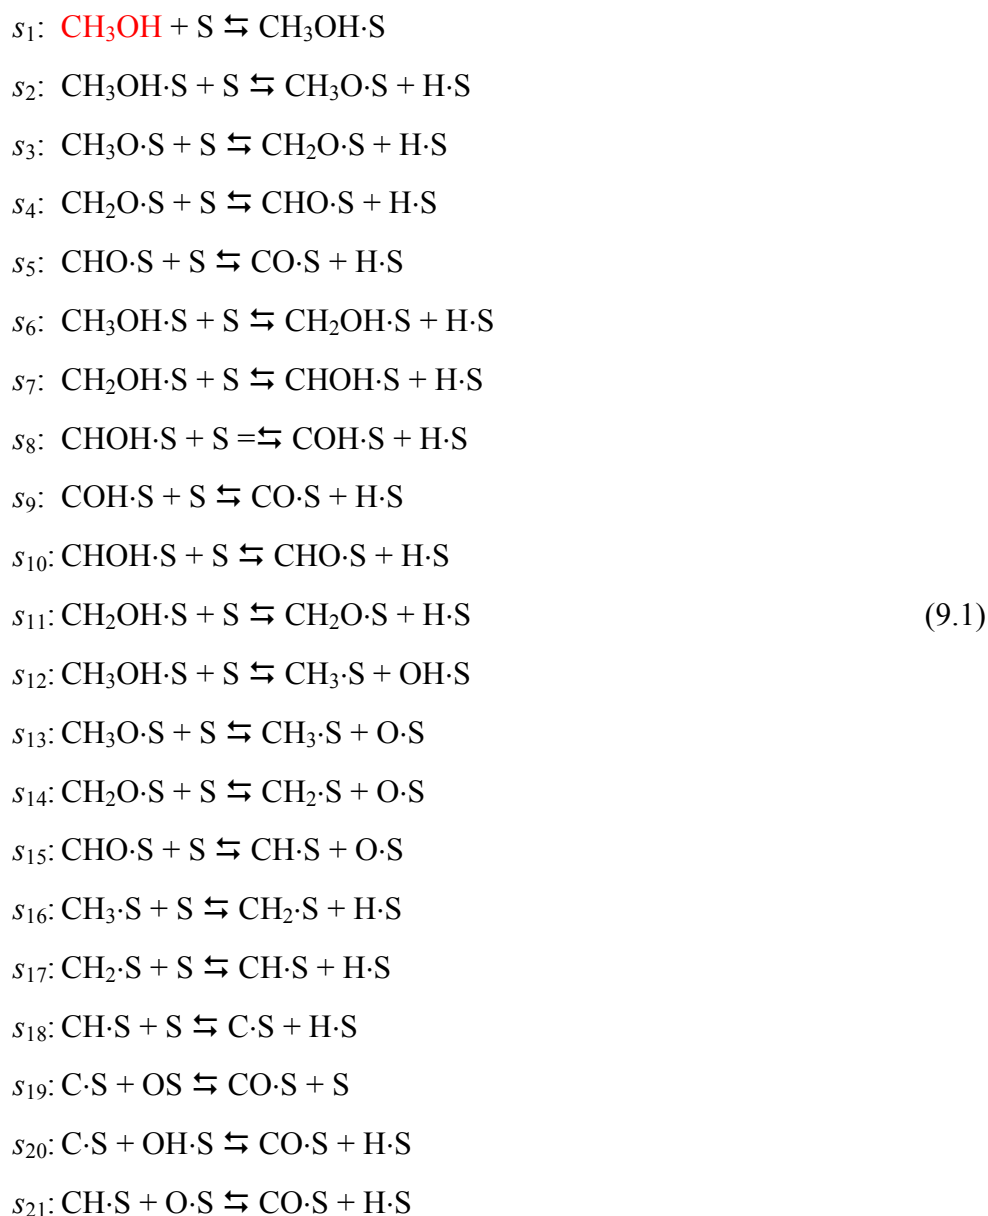 s₁: CH₃OH + S ⇆ CH₃OH·S
s₂: CH₃OH·S + S ⇆ CH₃O·S + H·S
s₃: CH₃O·S + S ⇆ CH₂O·S + H·S
s₄: CH₂O·S + S ⇆ CHO·S + H·S
s₅: CHO·S + S ⇆ CO·S + H·S
s₆: CH₃OH·S + S ⇆ CH₂OH·S + H·S
s₇: CH₂OH·S + S ⇆ CHOH·S + H·S
s₈: CHOH·S + S =⇆ COH·S + H·S
s₉: COH·S + S ⇆ CO·S + H·S
s₁₀: CHOH·S + S ⇆ CHO·S + H·S
s₁₁: CH₂OH·S + S ⇆ CH₂O·S + H·S (9.1)
s₁₂: CH₃OH·S + S ⇆ CH₃·S + OH·S
s₁₃: CH₃O·S + S ⇆ CH₃·S + O·S
s₁₄: CH₂O·S + S ⇆ CH₂·S + O·S
s₁₅: CHO·S + S ⇆ CH·S + O·S
s₁₆: CH₃·S + S ⇆ CH₂·S + H·S
s₁₇: CH₂·S + S ⇆ CH·S + H·S
s₁₈: CH·S + S ⇆ C·S + H·S
s₁₉: C·S + OS ⇆ CO·S + S
s₂₀: C·S + OH·S ⇆ CO·S + H·S
s₂₁: CH·S + O·S ⇆ CO·S + H·S